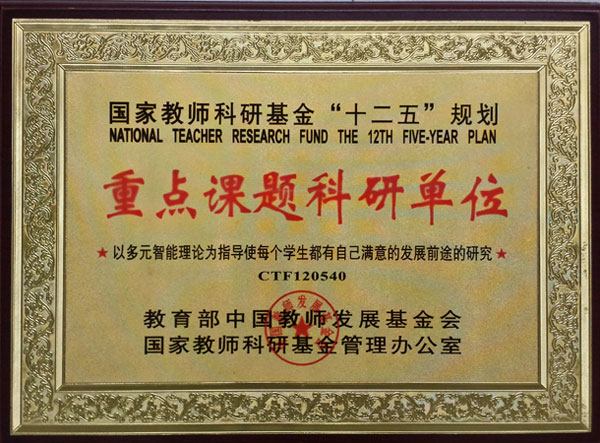 国家教师科研基金“十二五”规划
NATIONAL TEACHER RESEARCH FUND THE 12TH FIVE-YEAR PLAN
重点课题科研单位
★以多元智能理论为指导使每个学生都有自己满意的发展前途的研究★
CTF120540
教育部中国教师发展基金会
国家教师科研基金管理办公室